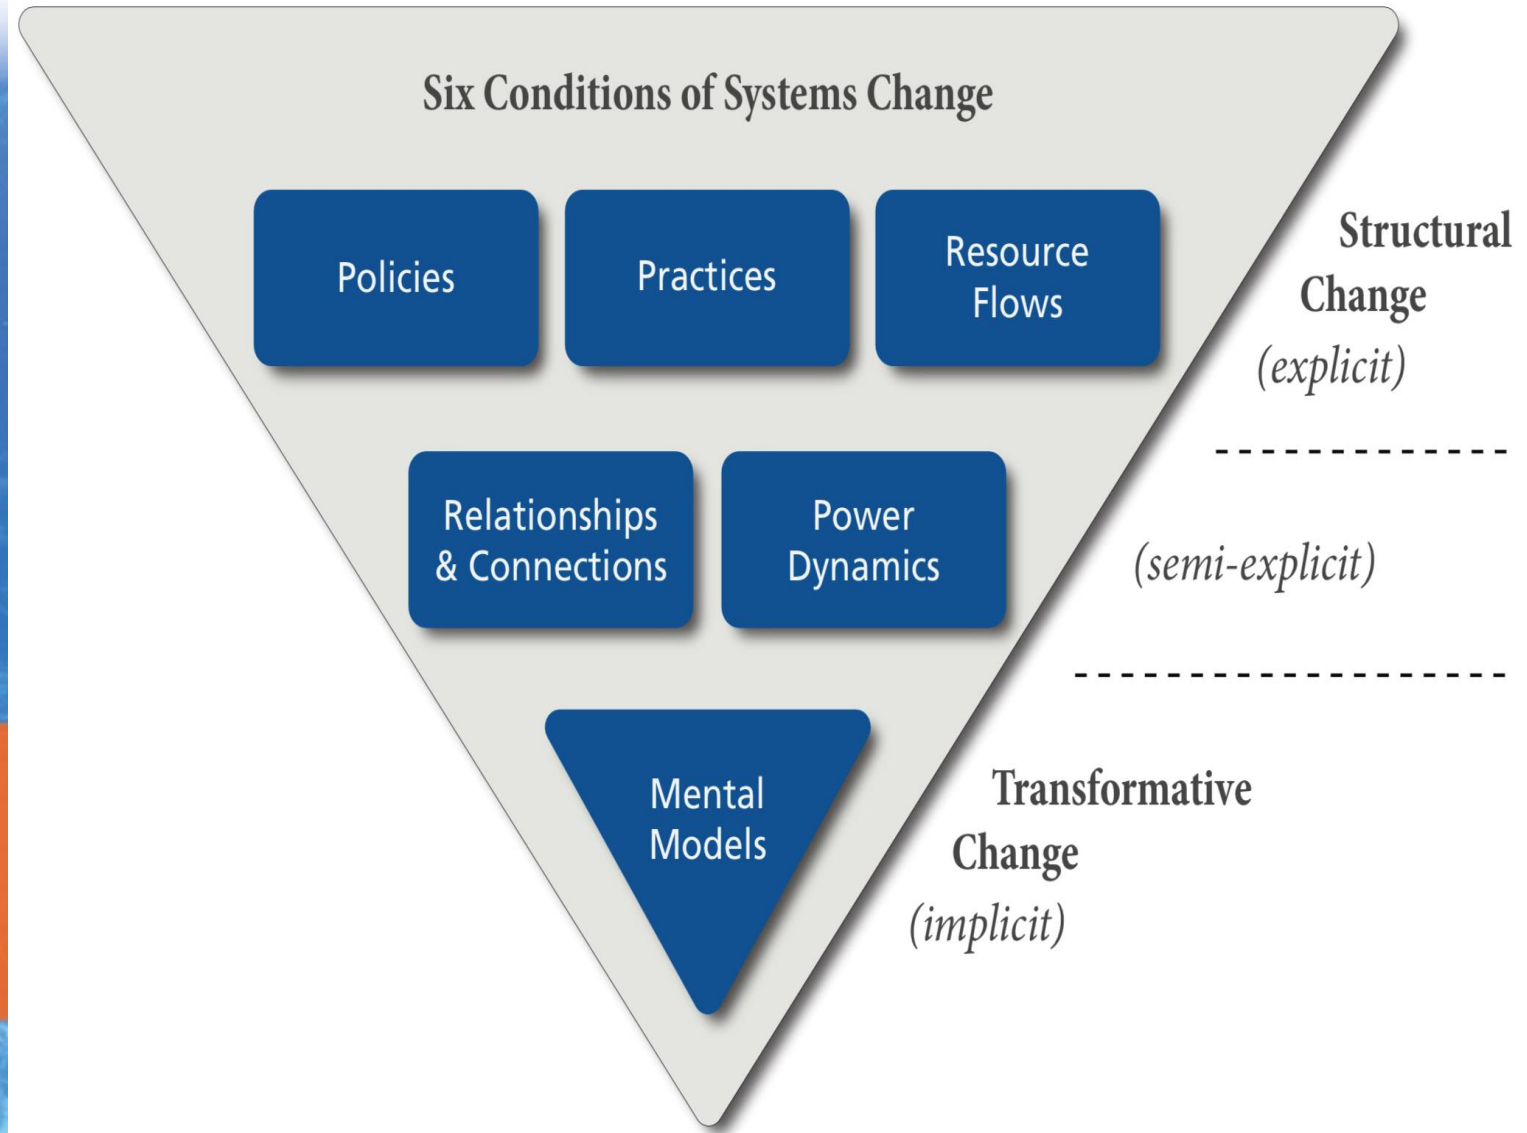 Six Conditions of Systems Change
Policies
Practices
Resource
Flows
Structural
Change
(explicit)
Relationships
& Connections
Power
Dynamics
(semi-explicit)
Mental
Models
Transformative
Change
(implicit)